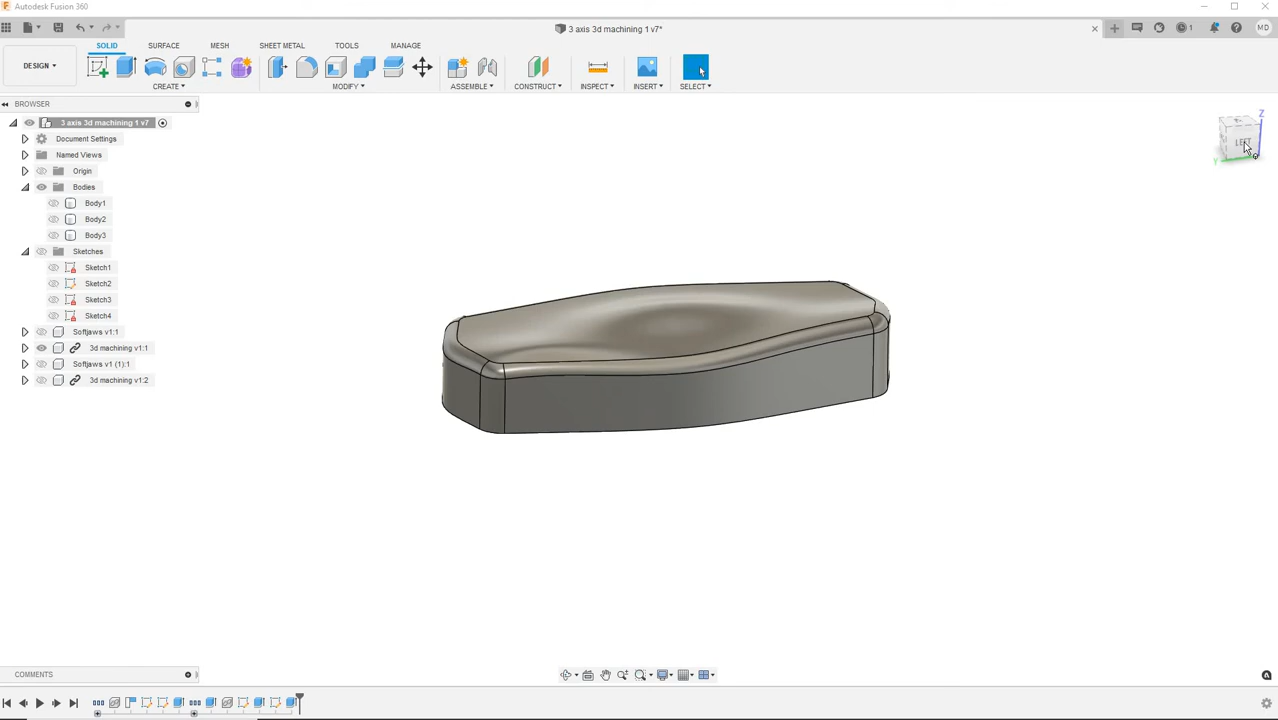 Autodesk Fusion 360
3 axis 3d machining 1 v7*
1
MD
SOLID
SURFACE
MESH
SHEET METAL
TOOLS
MANAGE
DESIGN
CREATE
MODIFY
ASSEMBLE
CONSTRUCT
INSPECT
INSERT
SELECT
BROWSER
3 axis 3d machining 1 v7
Document Settings
Named Views
Origin
Bodies
Body1
Body2
Body3
Sketches
Sketch1
Sketch2
Sketch3
Sketch4
Softjaws v1:1
3d machining v1:1
Softjaws v1 (1):1
3d machining v1:2
Z
LEFT
Y
COMMENTS